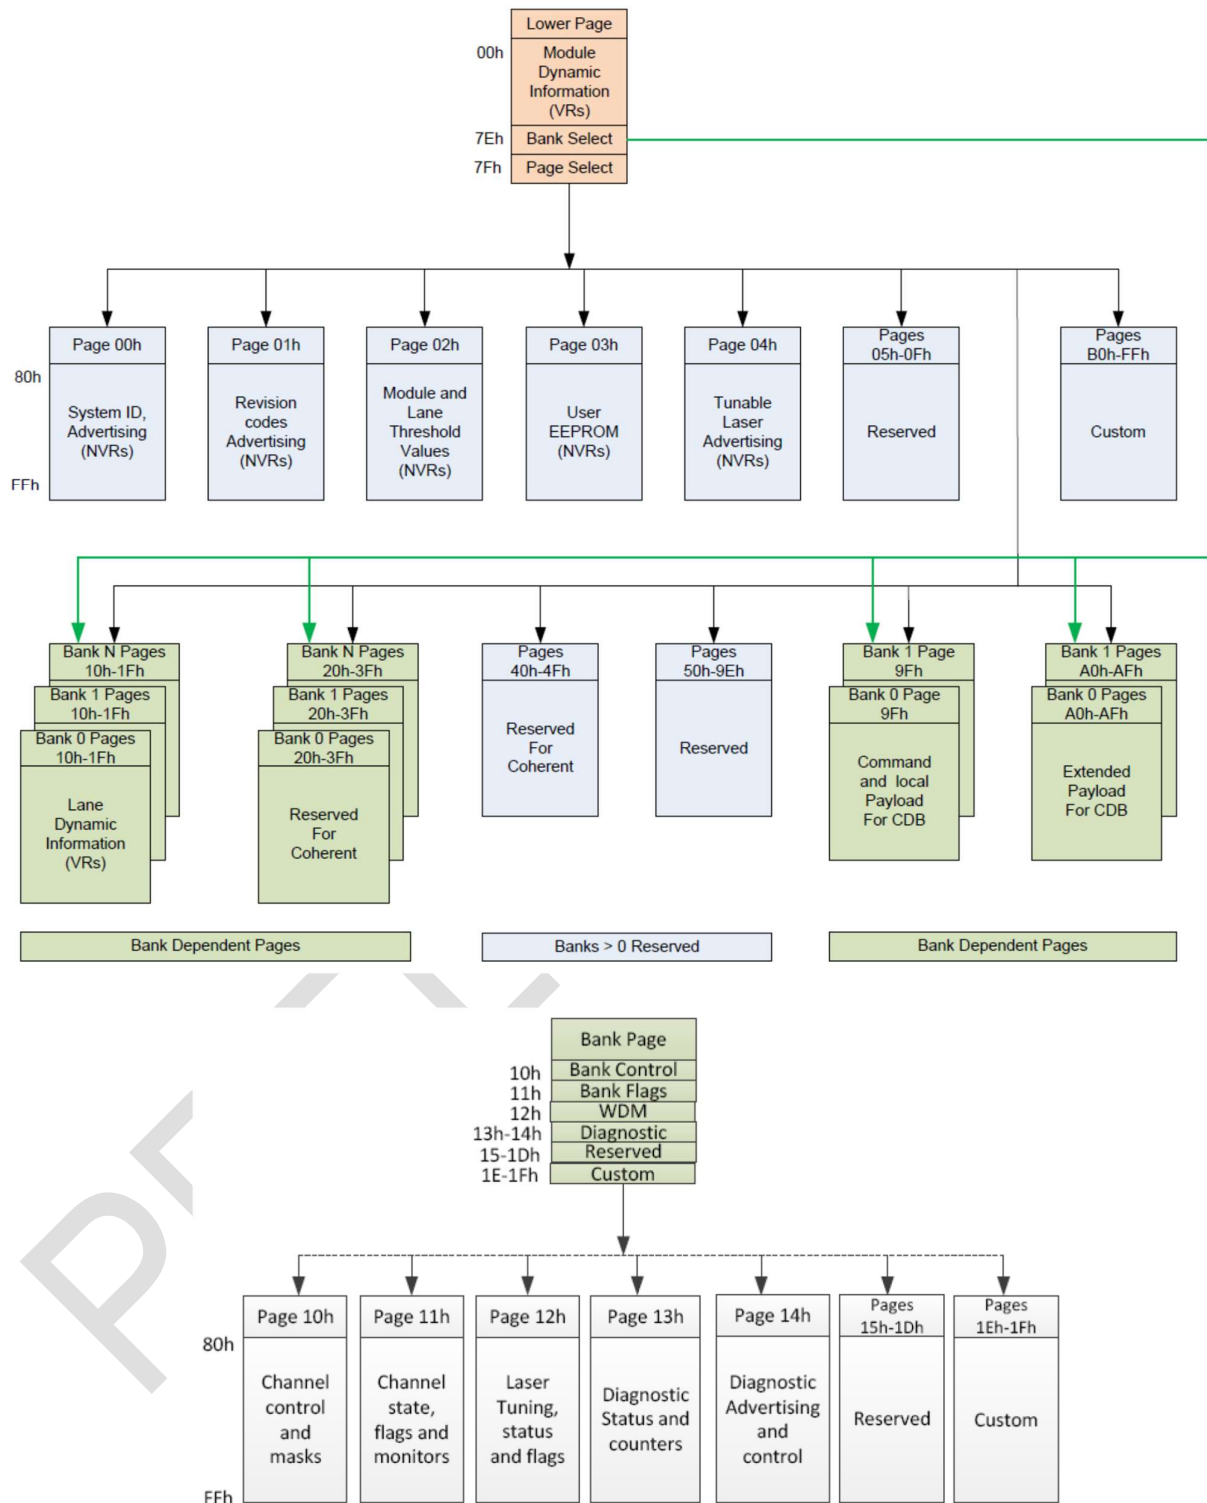 Lower Page
00h
Module
Dynamic
Information
(VRs)
7Eh
Bank Select
7Fh
Page Select
Page 00h
Page 01h
Page 02h
Page 03h
Page 04h
Pages
05h-0Fh
Pages
B0h-FFh
80h
System ID,
Advertising
(NVRs)
Revision
codes
Advertising
(NVRs)
Module and
Lane
Threshold
Values
(NVRs)
User
EEPROM
(NVRs)
Tunable
Laser
Advertising
(NVRs)
Reserved
Custom
FFh
Bank N Pages
10h-1Fh
Bank 1 Pages
10h-1Fh
Bank 0 Pages
10h-1Fh
Lane
Dynamic
Information
(VRs)
Bank N Pages
20h-3Fh
Bank 1 Pages
20h-3Fh
Bank 0 Pages
20h-3Fh
Reserved
For
Coherent
Pages
40h-4Fh
Reserved
For
Coherent
Pages
50h-9Eh
Reserved
Bank 1 Page
9Fh
Bank 0 Page
9Fh
Command
and local
Payload
For CDB
Bank 1 Pages
A0h-AFh
Bank 0 Pages
A0h-AFh
Extended
Payload
For CDB
Bank Dependent Pages
Banks > 0 Reserved
Bank Dependent Pages
Bank Page
10h
Bank Control
11h
Bank Flags
12h
WDM
13h-14h
Diagnostic
15-1Dh
Reserved
1E-1Fh
Custom
Page 10h
Page 11h
Page 12h
Page 13h
Page 14h
Pages
15h-1Dh
Pages
1Eh-1Fh
80h
Channel
control
and
masks
Channel
state,
flags and
monitors
Laser
Tuning,
status
and flags
Diagnostic
Status and
counters
Diagnostic
Advertising
and
control
Reserved
Custom
FFh